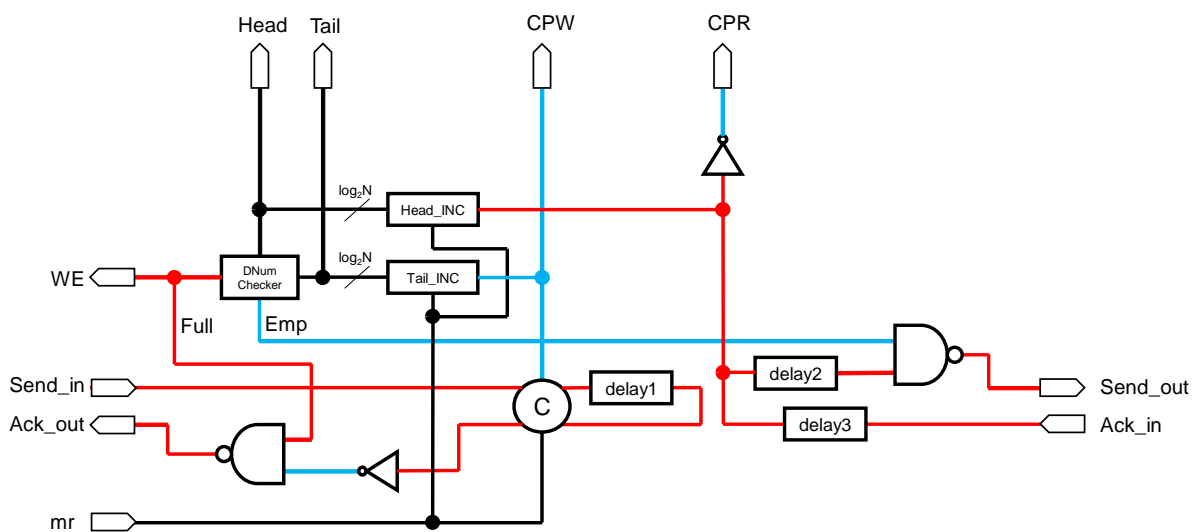 Head Tail CPW CPR
log₂N
Head_INC
WE
DNum
Checker
log₂N
Tail_INC
Full
Emp
Send_in
delay1
delay2
Send_out
Ack_out
C
delay3
Ack_in
mr